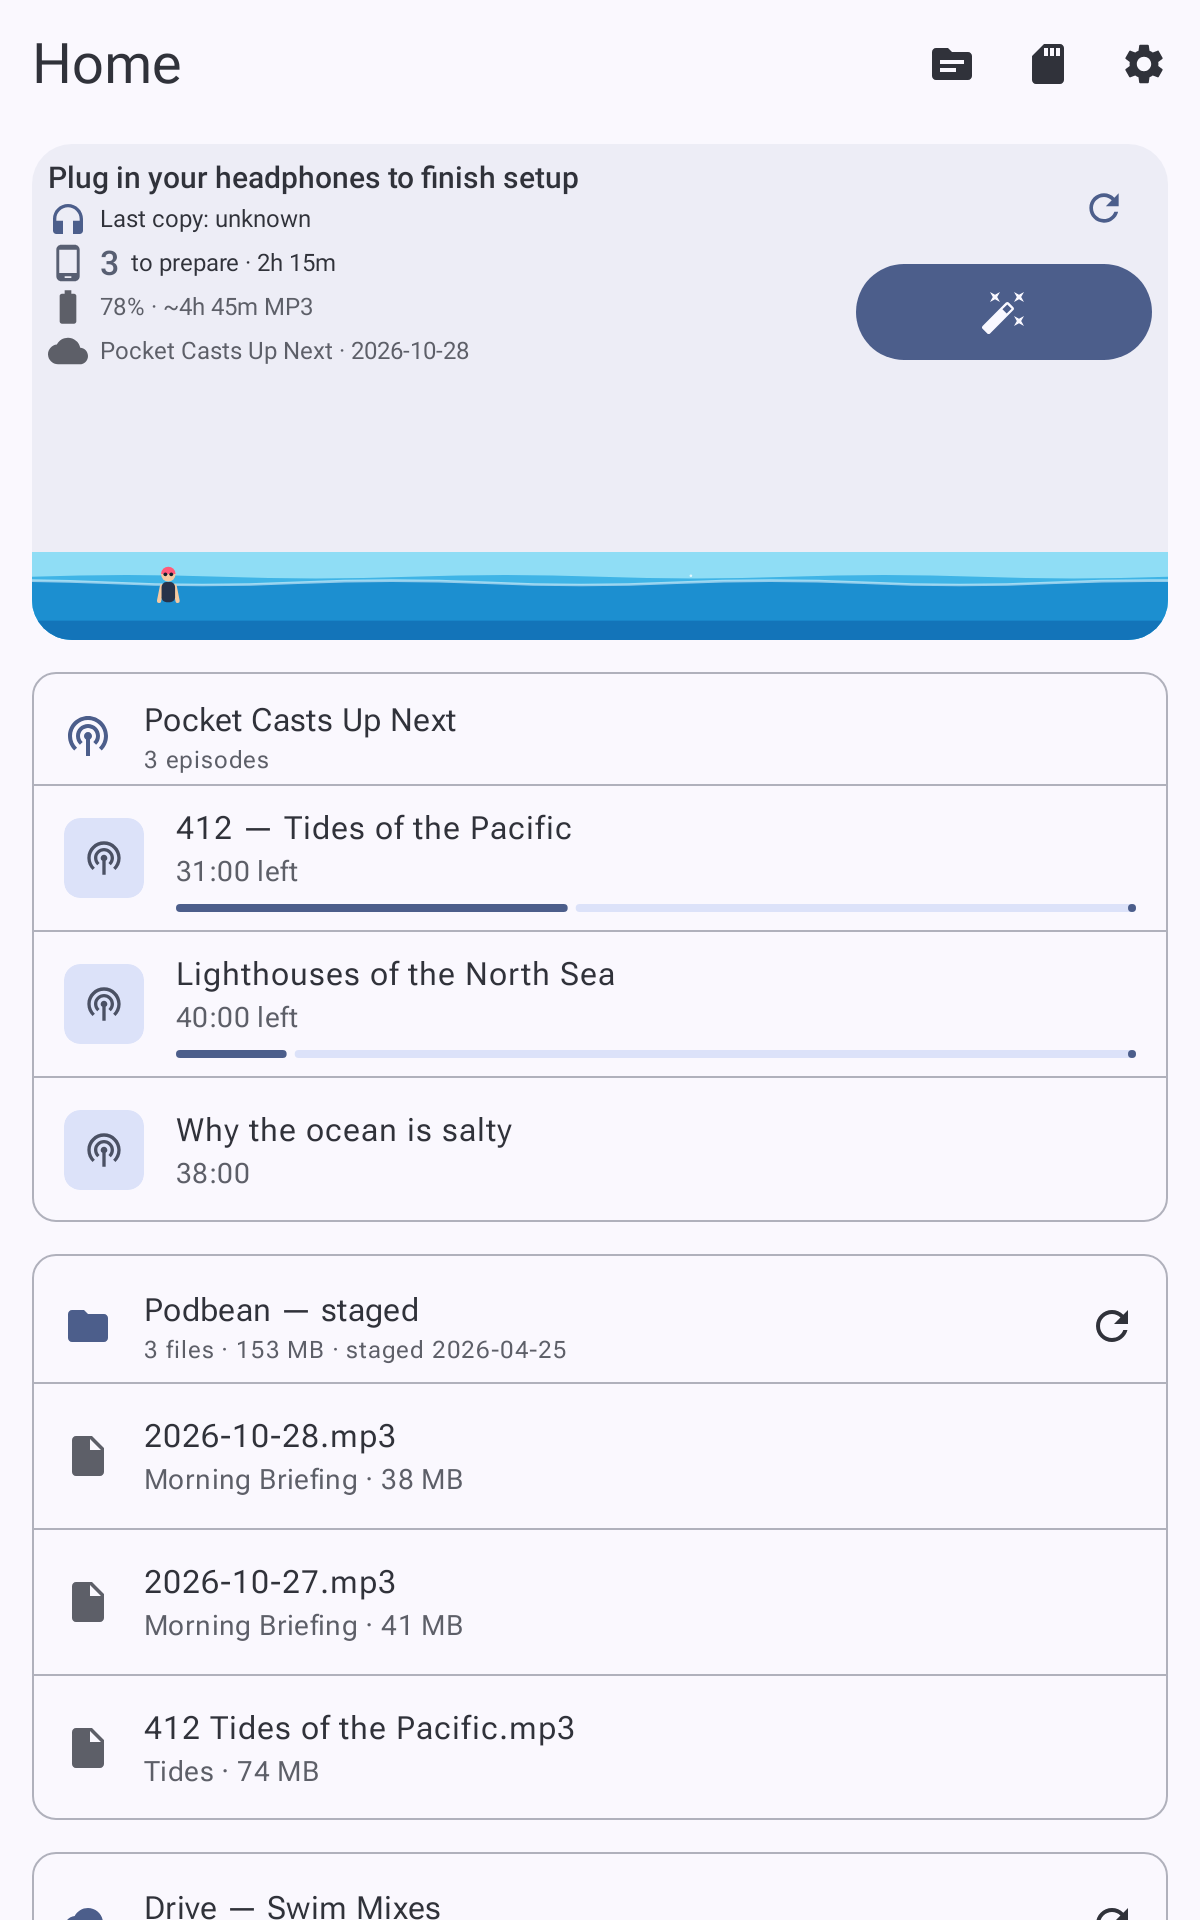 Home
Plug in your headphones to finish setup
Last copy: unknown
3 to prepare · 2h 15m
78% · ~4h 45m MP3
Pocket Casts Up Next · 2026-10-28
Pocket Casts Up Next
3 episodes
412 — Tides of the Pacific
31:00 left
Lighthouses of the North Sea
40:00 left
Why the ocean is salty
38:00
Podbean — staged
3 files · 153 MB · staged 2026-04-25
2026-10-28.mp3
Morning Briefing · 38 MB
2026-10-27.mp3
Morning Briefing · 41 MB
412 Tides of the Pacific.mp3
Tides · 74 MB
Drive — Swim Mixes